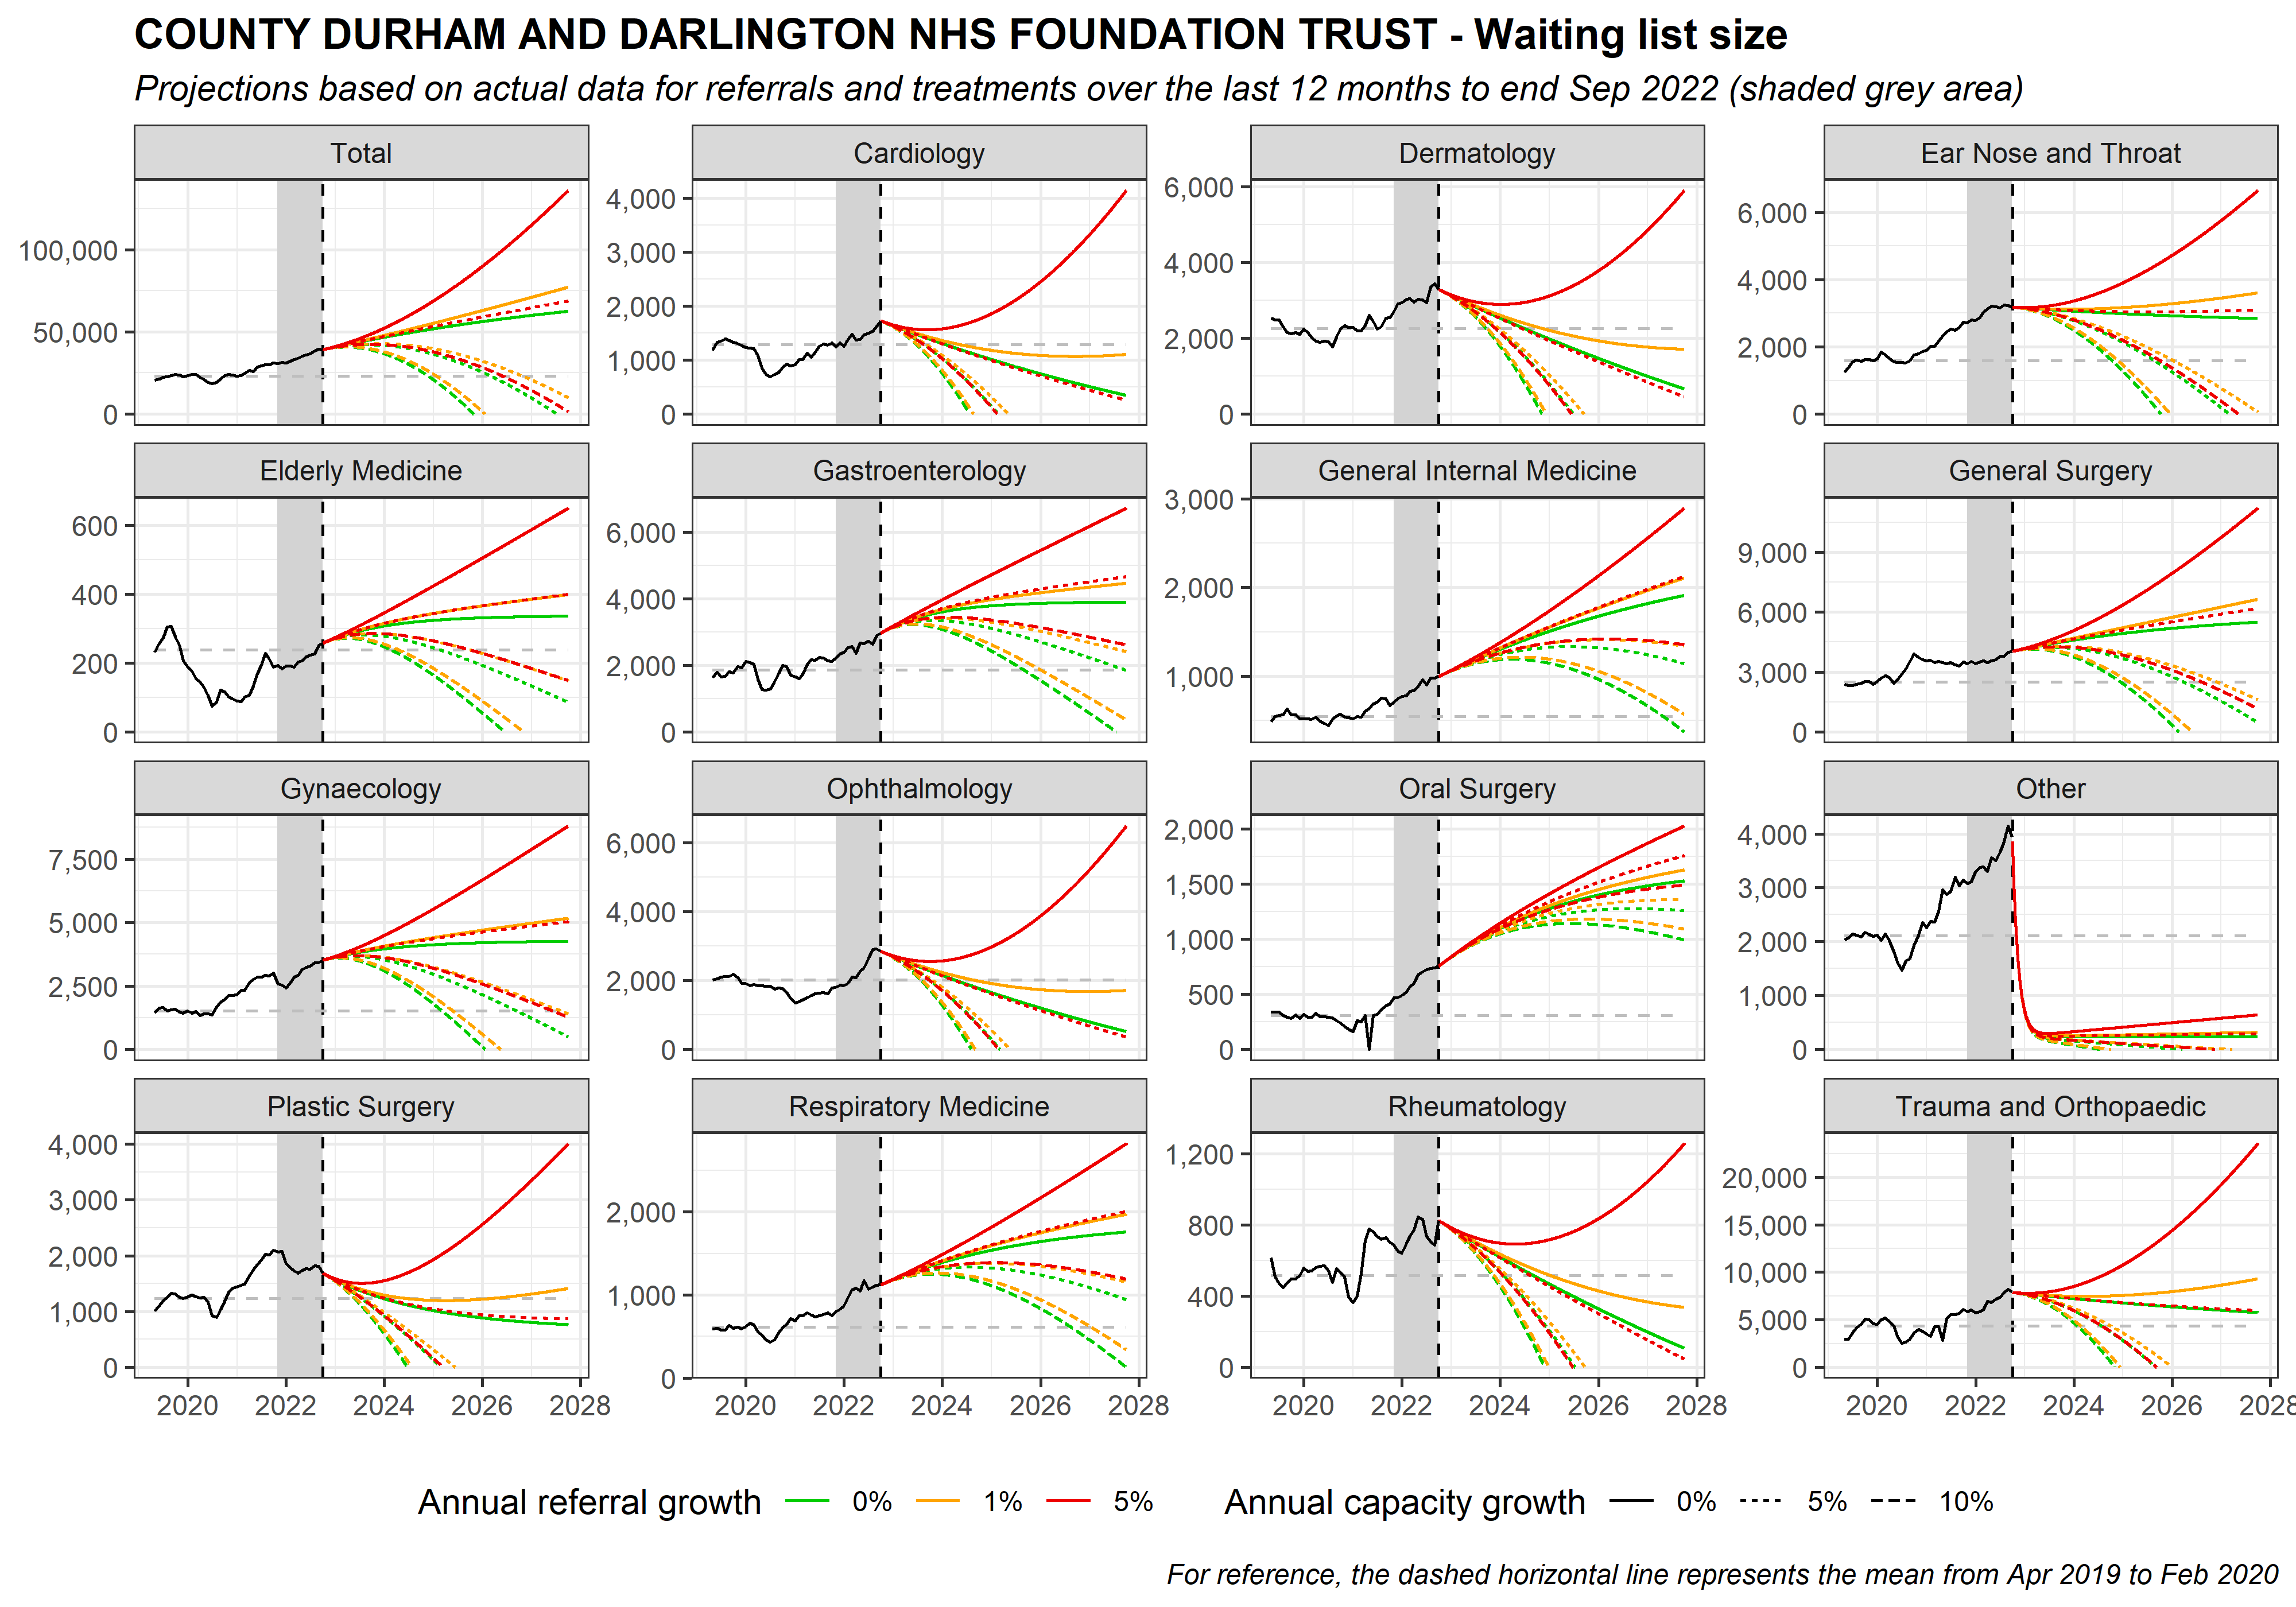 COUNTY DURHAM AND DARLINGTON NHS FOUNDATION TRUST - Waiting list size
Projections based on actual data for referrals and treatments over the last 12 months to end Sep 2022 (shaded grey area)
Total
Cardiology
Dermatology
Ear Nose and Throat
100,000
50,000
0
4,000
3,000
2,000
1,000
0
6,000
4,000
2,000
0
6,000
4,000
2,000
0
Elderly Medicine
Gastroenterology
General Internal Medicine
General Surgery
600
400
200
0
6,000
4,000
2,000
0
3,000
2,000
1,000
9,000
6,000
3,000
0
Gynaecology
Ophthalmology
Oral Surgery
Other
7,500
5,000
2,500
0
6,000
4,000
2,000
0
2,000
1,500
1,000
500
0
4,000
3,000
2,000
1,000
0
Plastic Surgery
Respiratory Medicine
Rheumatology
Trauma and Orthopaedic
4,000
3,000
2,000
1,000
0
2,000
1,000
0
1,200
800
400
0
20,000
15,000
10,000
5,000
0
2020 2022 2024 2026 2028
2020 2022 2024 2026 2028
2020 2022 2024 2026 2028
2020 2022 2024 2026 2028
Annual referral growth 0% 1% 5%
Annual capacity growth 0% 5% 10%
For reference, the dashed horizontal line represents the mean from Apr 2019 to Feb 2020